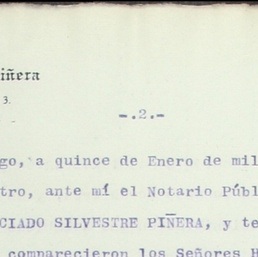 iñera
3.
-.2.-
go, a quince de Enero de mil
tro, ante mí el Notario Públ
CIADO SILVESTRE PIÑERA, y te
comparecieron los Señores H